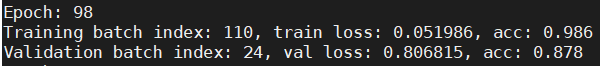 Epoch: 98
Training batch index: 110, train loss: 0.051986, acc: 0.986
Validation batch index: 24, val loss: 0.806815, acc: 0.878